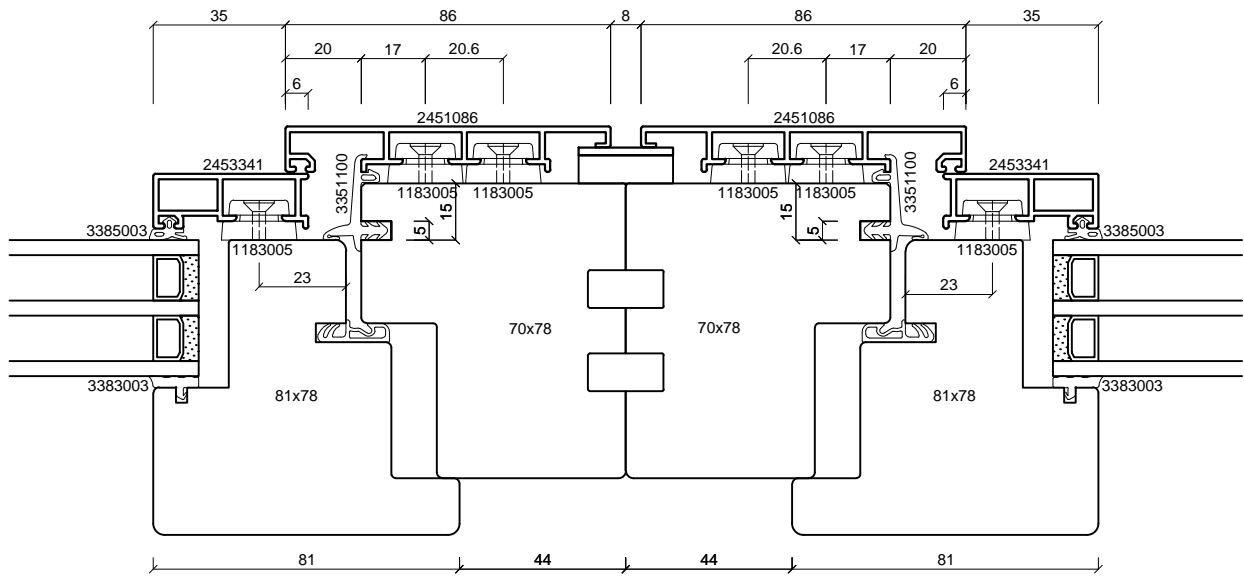 35 86 8 86 35
20 17 20.6 20.6 17 20
6 6
2451086 2451086
2453341 2453341
3351100 3351100
1183005 1183005 1183005 1183005
15 15
5 5
3385003 3385003
1183005 1183005
23 23
70x78 70x78
3383003 3383003
81x78 81x78
81 44 44 81